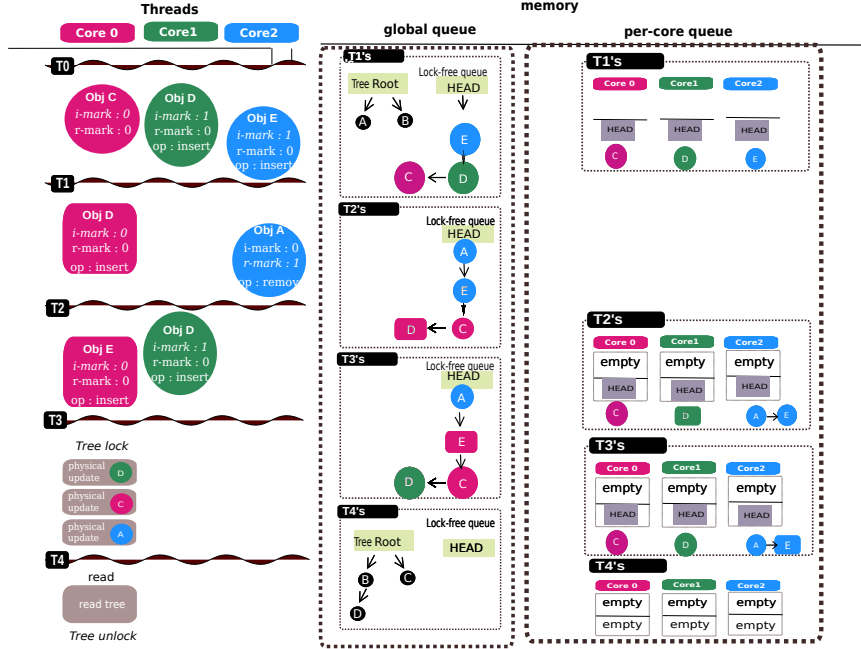 Threads
memory
Core 0
Core1
Core2
global queue
per-core queue
T0
Obj C
i-mark : 0
r-mark : 0
Obj D
i-mark : 1
r-mark : 0
op : insert
Obj E
i-mark : 1
r-mark : 0
op : insert
T1
Obj D
i-mark : 0
r-mark : 0
op : insert
Obj A
i-mark : 0
r-mark : 1
op : remov
T2
Obj E
i-mark : 0
r-mark : 0
op : insert
Obj D
i-mark : 1
r-mark : 0
op : insert
T3
Tree lock
physical
update
D
physical
update
C
physical
update
A
T4
read
read tree
Tree unlock
T1's
Tree Root
Lock-free queue
HEAD
A
B
E
C
D
T2's
Lock-free queue
HEAD
A
E
D
C
T3's
Lock-free queue
HEAD
A
E
D
C
T4's
Lock-free queue
Tree Root
HEAD
B
C
D
T1's
Core 0
Core1
Core2
HEAD
HEAD
HEAD
C
D
E
T2's
Core 0
Core1
Core2
empty
empty
empty
HEAD
HEAD
HEAD
C
D
A
E
T3's
Core 0
Core1
Core2
empty
empty
empty
HEAD
HEAD
HEAD
C
D
A
E
T4's
Core 0
Core1
Core2
empty
empty
empty
empty
empty
empty